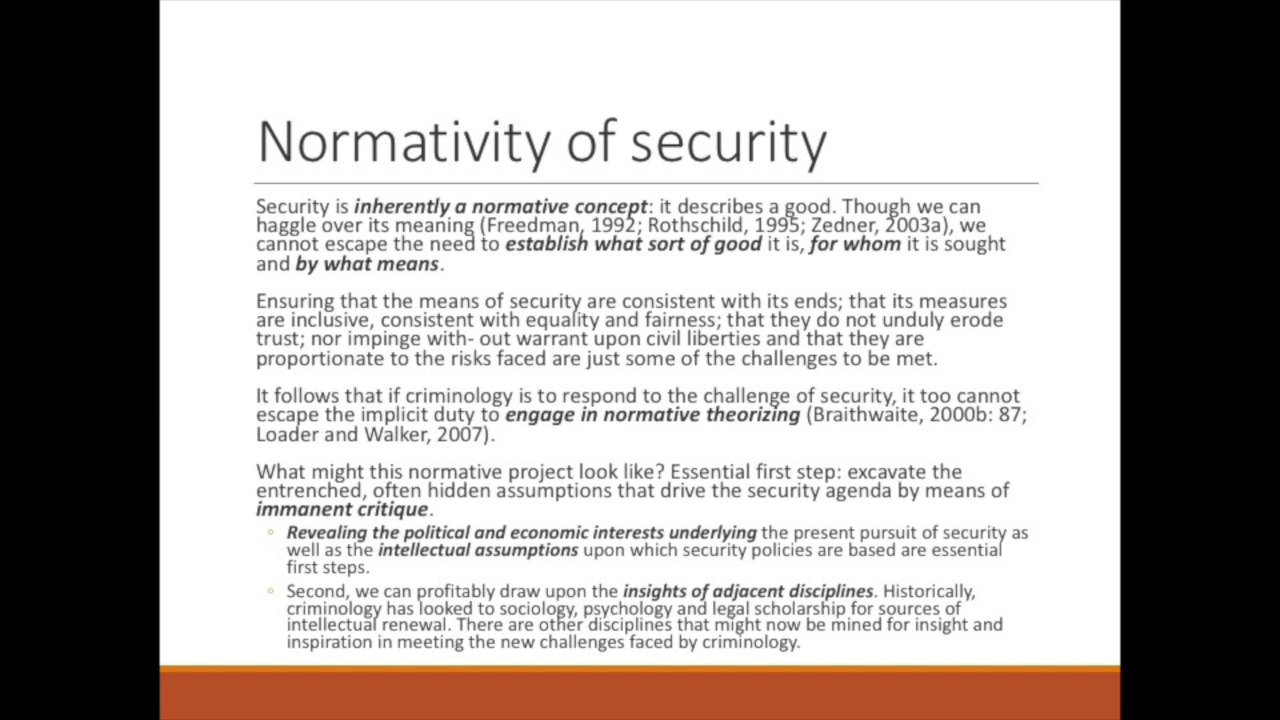 Normativity of security
Security is inherently a normative concept: it describes a good. Though we can
haggle over its meaning (Freedman, 1992; Rothschild, 1995; Zedner, 2003a), we
cannot escape the need to establish what sort of good it is, for whom it is sought
and by what means.
Ensuring that the means of security are consistent with its ends; that its measures
are inclusive, consistent with equality and fairness; that they do not unduly erode
trust; nor impinge with- out warrant upon civil liberties and that they are
proportionate to the risks faced are just some of the challenges to be met.
It follows that if criminology is to respond to the challenge of security, it too cannot
escape the implicit duty to engage in normative theorizing (Braithwaite, 2000b: 87;
Loader and Walker, 2007).
What might this normative project look like? Essential first step: excavate the
entrenched, often hidden assumptions that drive the security agenda by means of
immanent critique.
◦ Revealing the political and economic interests underlying the present pursuit of security as
well as the intellectual assumptions upon which security policies are based are essential
first steps.
◦ Second, we can profitably draw upon the insights of adjacent disciplines. Historically,
criminology has looked to sociology, psychology and legal scholarship for sources of
intellectual renewal. There are other disciplines that might now be mined for insight and
inspiration in meeting the new challenges faced by criminology.